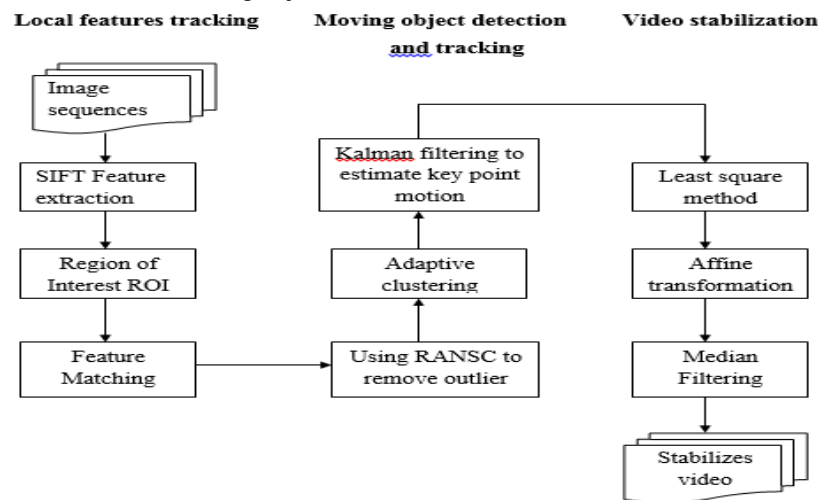 Local features tracking
Moving object detection
and tracking
Video stabilization
Image
sequences
SIFT Feature
extraction
Region of
Interest ROI
Feature
Matching
Using RANSC to
remove outlier
Adaptive
clustering
Kalman filtering to
estimate key point
motion
Least square
method
Affine
transformation
Median
Filtering
Stabilizes
video